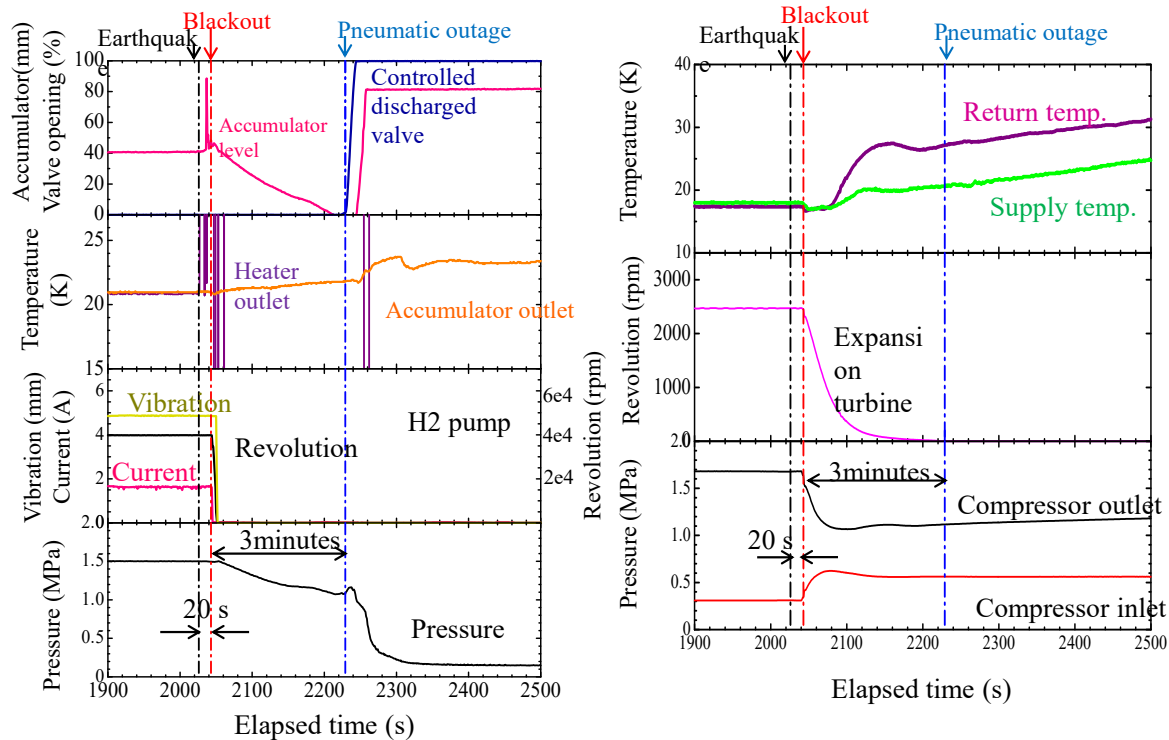 Blackout
Earthquak
e
Pneumatic outage
Accumulator(mm)
Valve opening (%)
100
80
60
40
20
0
Accumulator
level
Controlled
discharged
valve
Temperature
(K)
25
20
15
Heater
outlet
Accumulator outlet
Vibration (mm)
Current (A)
6
4
2
2.0
Vibration
Revolution
Current
H2 pump
6e4
4e4
2e4
Revolution (rpm)
Pressure (MPa)
1.5
1.0
0.5
0
3minutes
20 s
Pressure
1900 2000 2100 2200 2300 2400 2500
Elapsed time (s)
Blackout
Earthquak
e
Pneumatic outage
Temperature (K)
40
30
20
10
Return temp.
Supply temp.
Revolution (rpm)
3000
2000
1000
2.0
Expansi
on
turbine
Pressure (MPa)
1.5
1.0
0.5
0
3minutes
20 s
Compressor outlet
Compressor inlet
1900 2000 2100 2200 2300 2400 2500
Elapsed time (s)